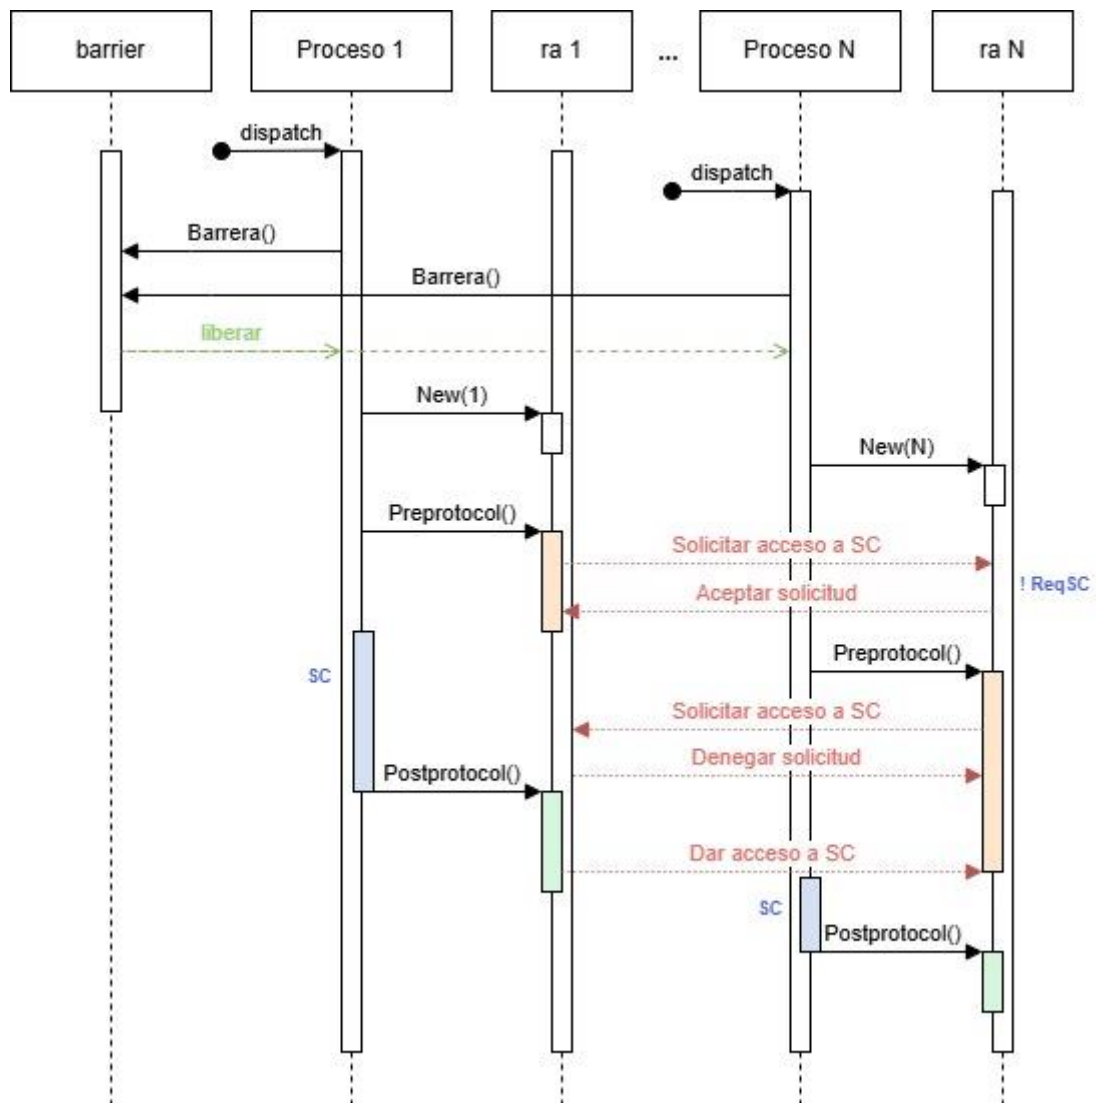 barrier
Proceso 1
ra 1
...
Proceso N
ra N
dispatch
dispatch
Barrera()
Barrera()
liberar
New(1)
New(N)
Preprotocol()
Solicitar acceso a SC
! ReqSC
Aceptar solicitud
Preprotocol()
SC
Solicitar acceso a SC
Denegar solicitud
Postprotocol()
Dar acceso a SC
SC
Postprotocol()